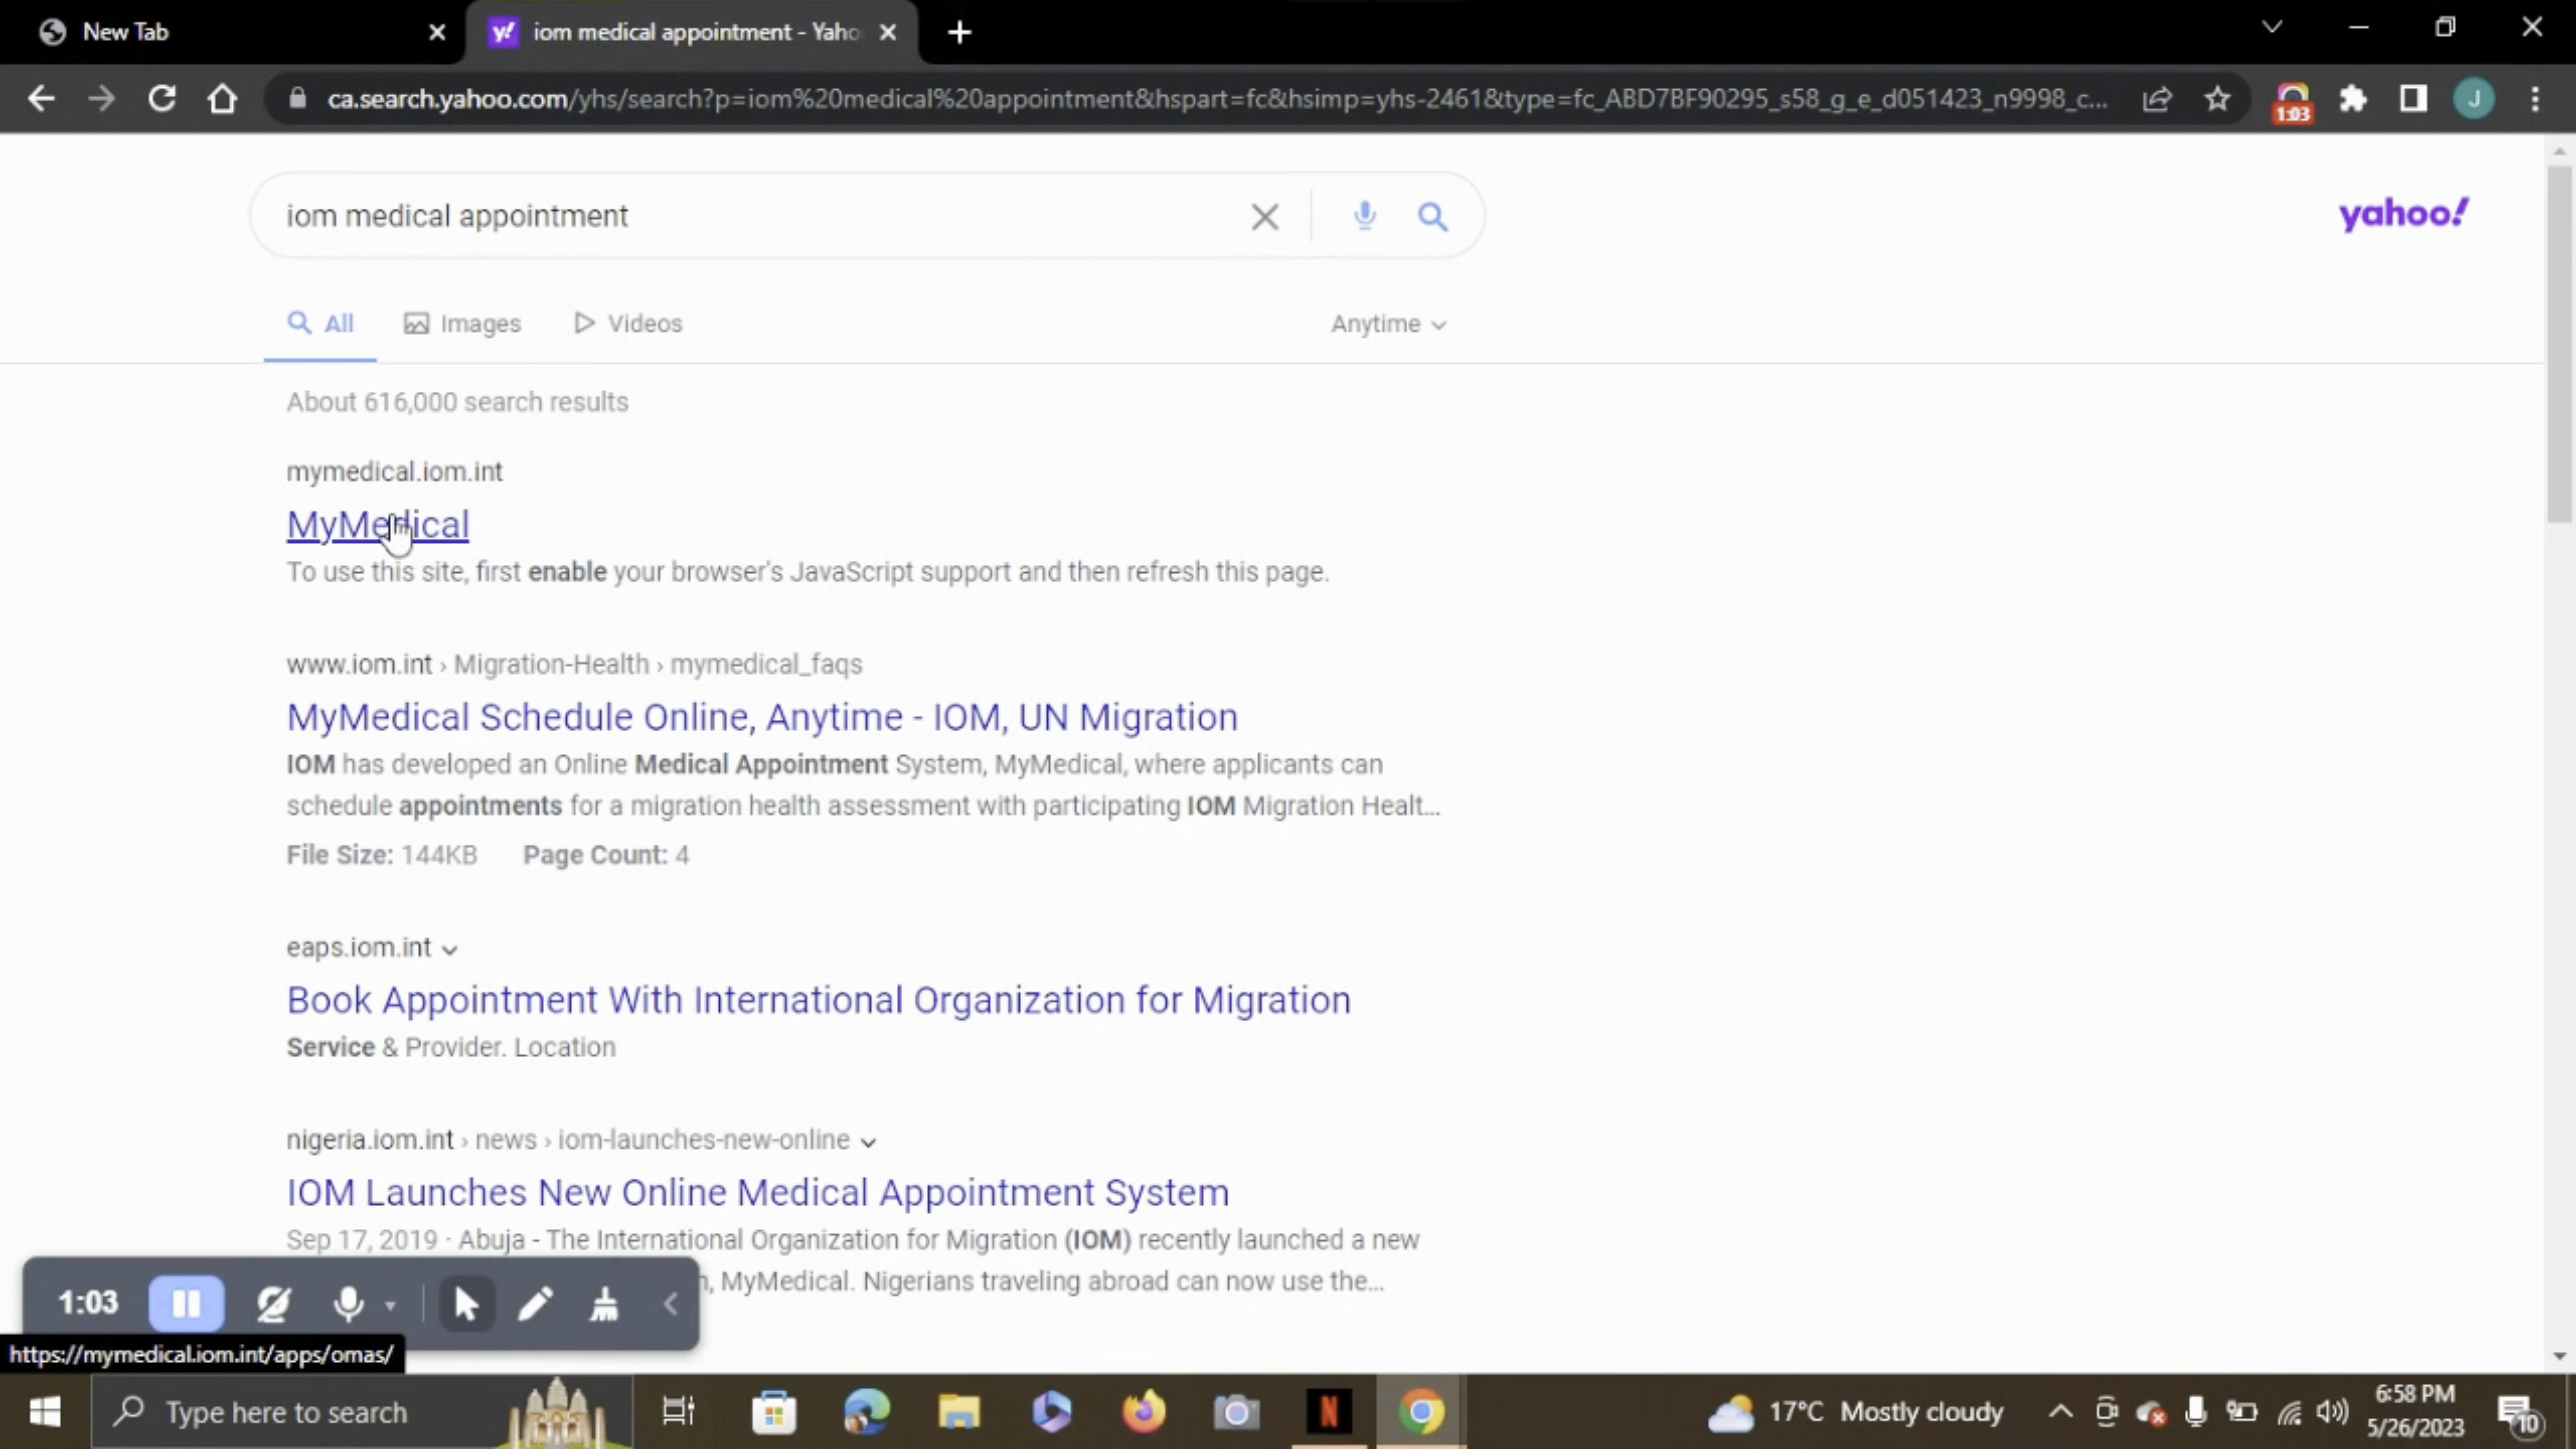 New Tab
iom medical appointment - Yaho
ca.search.yahoo.com/yhs/search?p=iom%20medical%20appointment&hspart=fc&hsimp=yhs-2461&type=fc_ABD7BF90295_s58_g_e_d051423_n9998_c...
1:03
J
iom medical appointment
yahoo!
All
Images
Videos
Anytime
About 616,000 search results
mymedical.iom.int
MyMedical
To use this site, first enable your browser's JavaScript support and then refresh this page.
www.iom.int › Migration-Health › mymedical_faqs
MyMedical Schedule Online, Anytime - IOM, UN Migration
IOM has developed an Online Medical Appointment System, MyMedical, where applicants can
schedule appointments for a migration health assessment with participating IOM Migration Healt...
File Size: 144KB Page Count: 4
eaps.iom.int
Book Appointment With International Organization for Migration
Service & Provider. Location
nigeria.iom.int › news › iom-launches-new-online
IOM Launches New Online Medical Appointment System
Sep 17, 2019 · Abuja - The International Organization for Migration (IOM) recently launched a new
, MyMedical. Nigerians traveling abroad can now use the...
1:03
https://mymedical.iom.int/apps/omas/
Type here to search
N
17°C Mostly cloudy
6:58 PM
5/26/2023
10